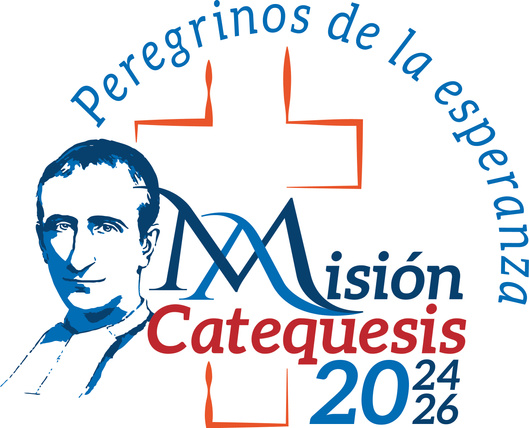 Peregrinos de la esperanza
Misión
Catequesis
2024
26